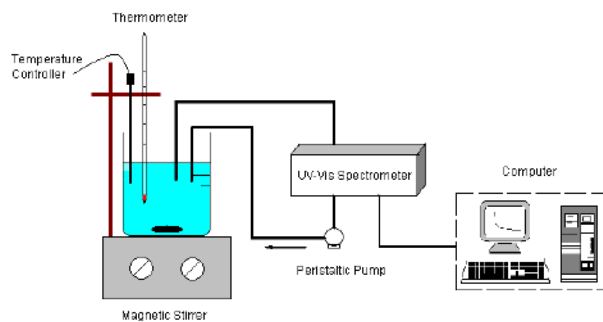 Thermometer
Temperature
Controller
UV-Vis Spectrometer
Computer
Peristaltic Pump
Magnetic Stirrer